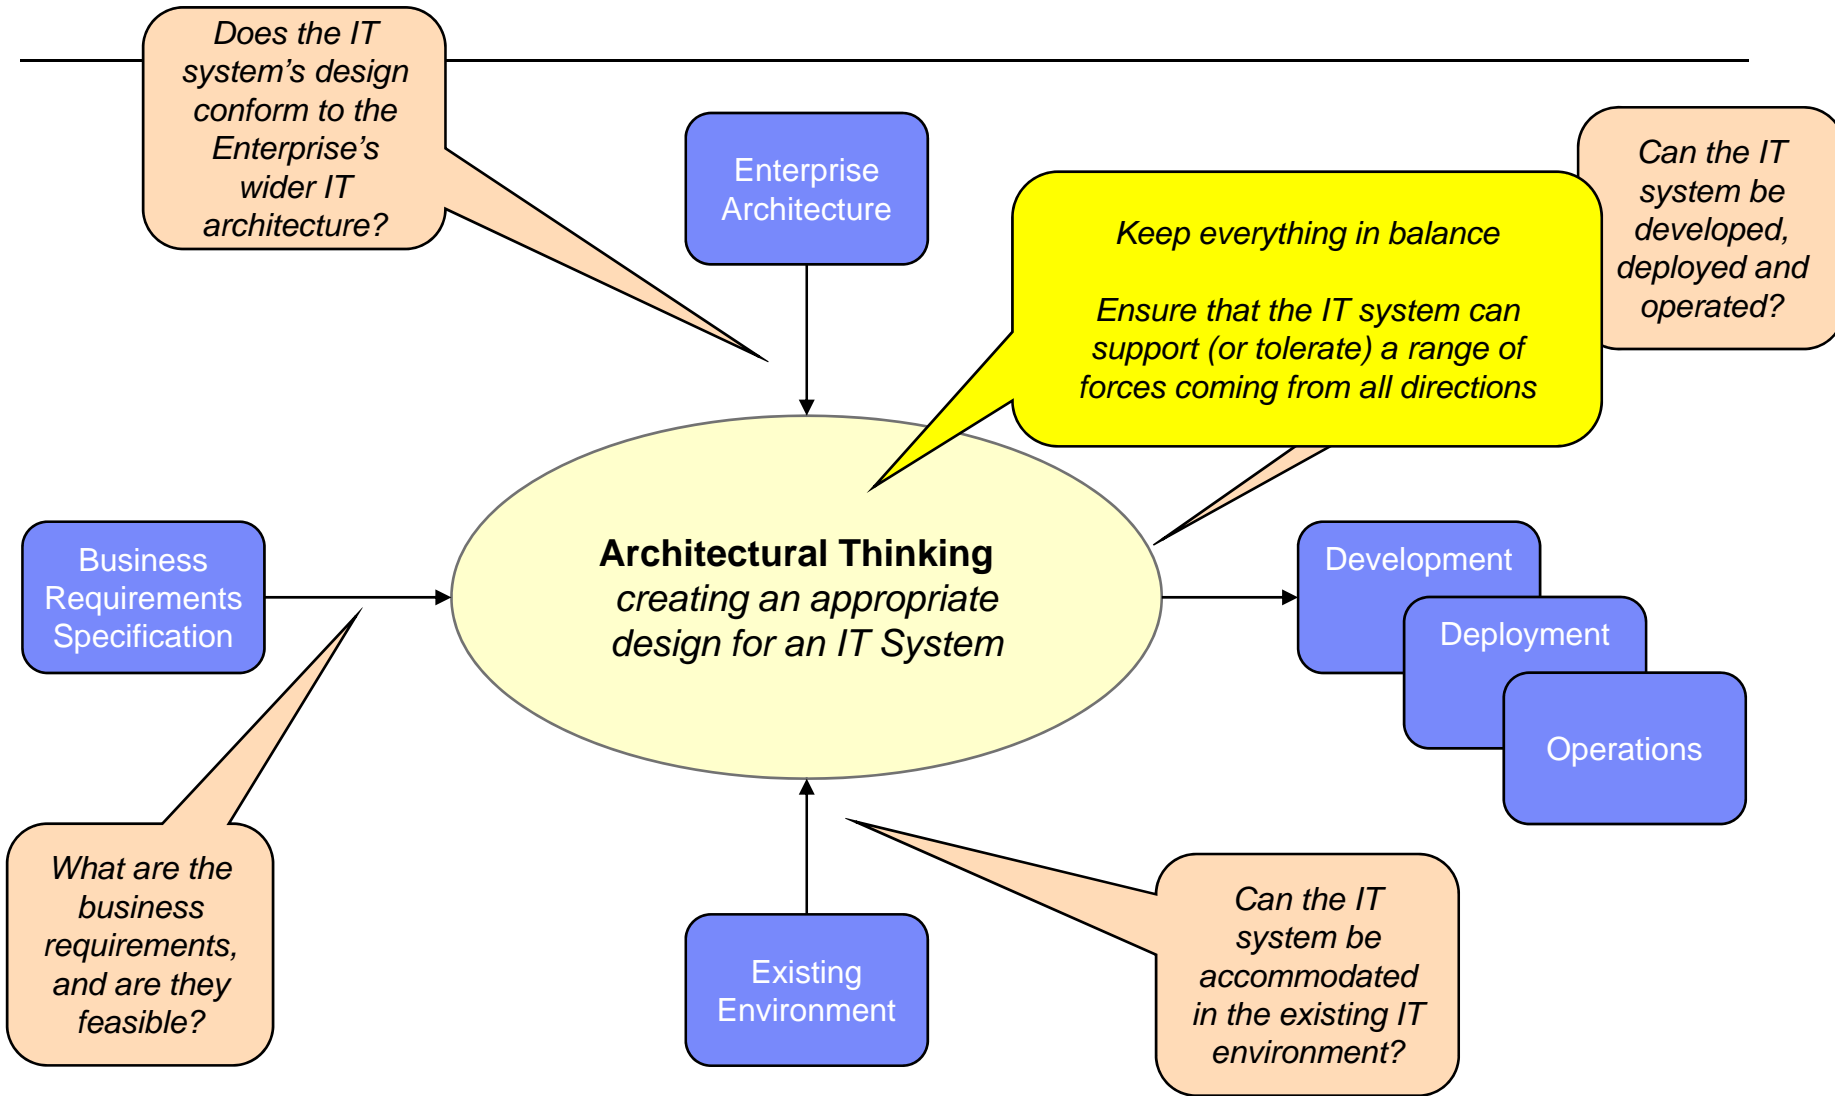 Does the IT
system’s design
conform to the
Enterprise’s
wider IT
architecture?
Enterprise
Architecture
Keep everything in balance
Ensure that the IT system can
support (or tolerate) a range of
forces coming from all directions
Can the IT
system be
developed,
deployed and
operated?
Business
Requirements
Specification
Architectural Thinking
creating an appropriate
design for an IT System
Development
Deployment
Operations
What are the
business
requirements,
and are they
feasible?
Existing
Environment
Can the IT
system be
accommodated
in the existing IT
environment?